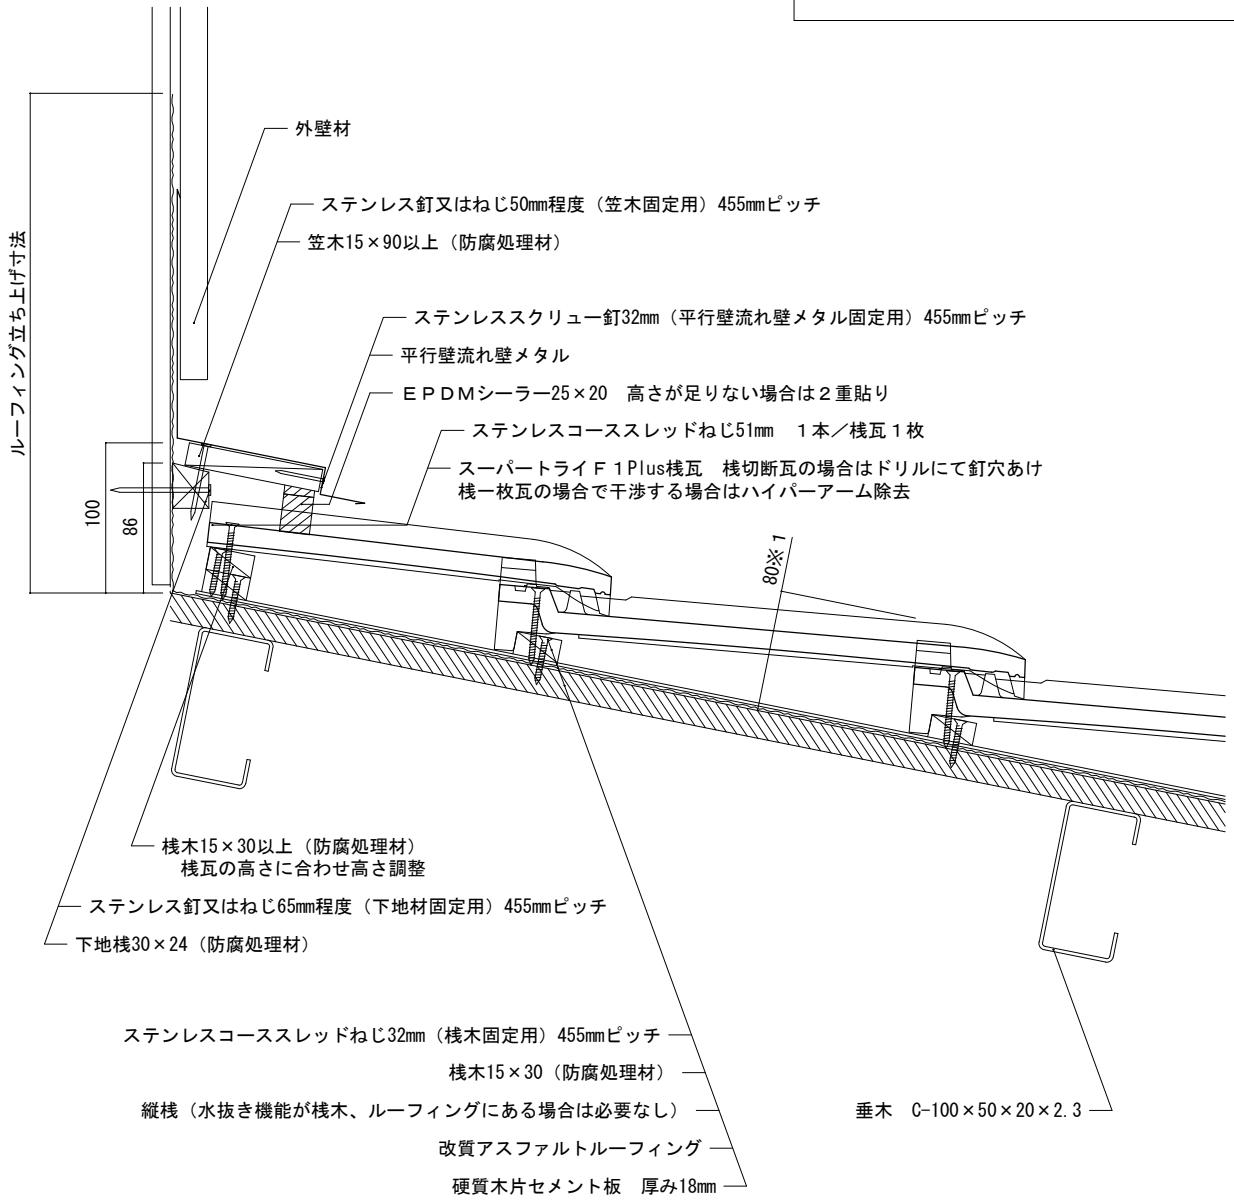 外壁材
ステンレス釘又はねじ50mm程度（笠木固定用）455mmピッチ
笠木15×90以上（防腐処理材）
ルーフィング立ち上げ寸法
ステンレススクリュー釘32mm（平行壁流れ壁メタル固定用）455mmピッチ
平行壁流れ壁メタル
ＥＰＤＭシーラー25×20　高さが足りない場合は２重貼り
ステンレスコーススレッドねじ51mm　１本／桟瓦１枚
スーパートライＦ１Plus桟瓦　桟切断瓦の場合はドリルにて釘穴あけ
桟一枚瓦の場合で干渉する場合はハイパーアーム除去
100
86
80※１
桟木15×30以上（防腐処理材）
桟瓦の高さに合わせ高さ調整
ステンレス釘又はねじ65mm程度（下地材固定用）455mmピッチ
下地桟30×24（防腐処理材）
ステンレスコーススレッドねじ32mm（桟木固定用）455mmピッチ
桟木15×30（防腐処理材）
縦桟（水抜き機能が桟木、ルーフィングにある場合は必要なし）
垂木　C-100×50×20×2.3
改質アスファルトルーフィング
硬質木片セメント板　厚み18mm